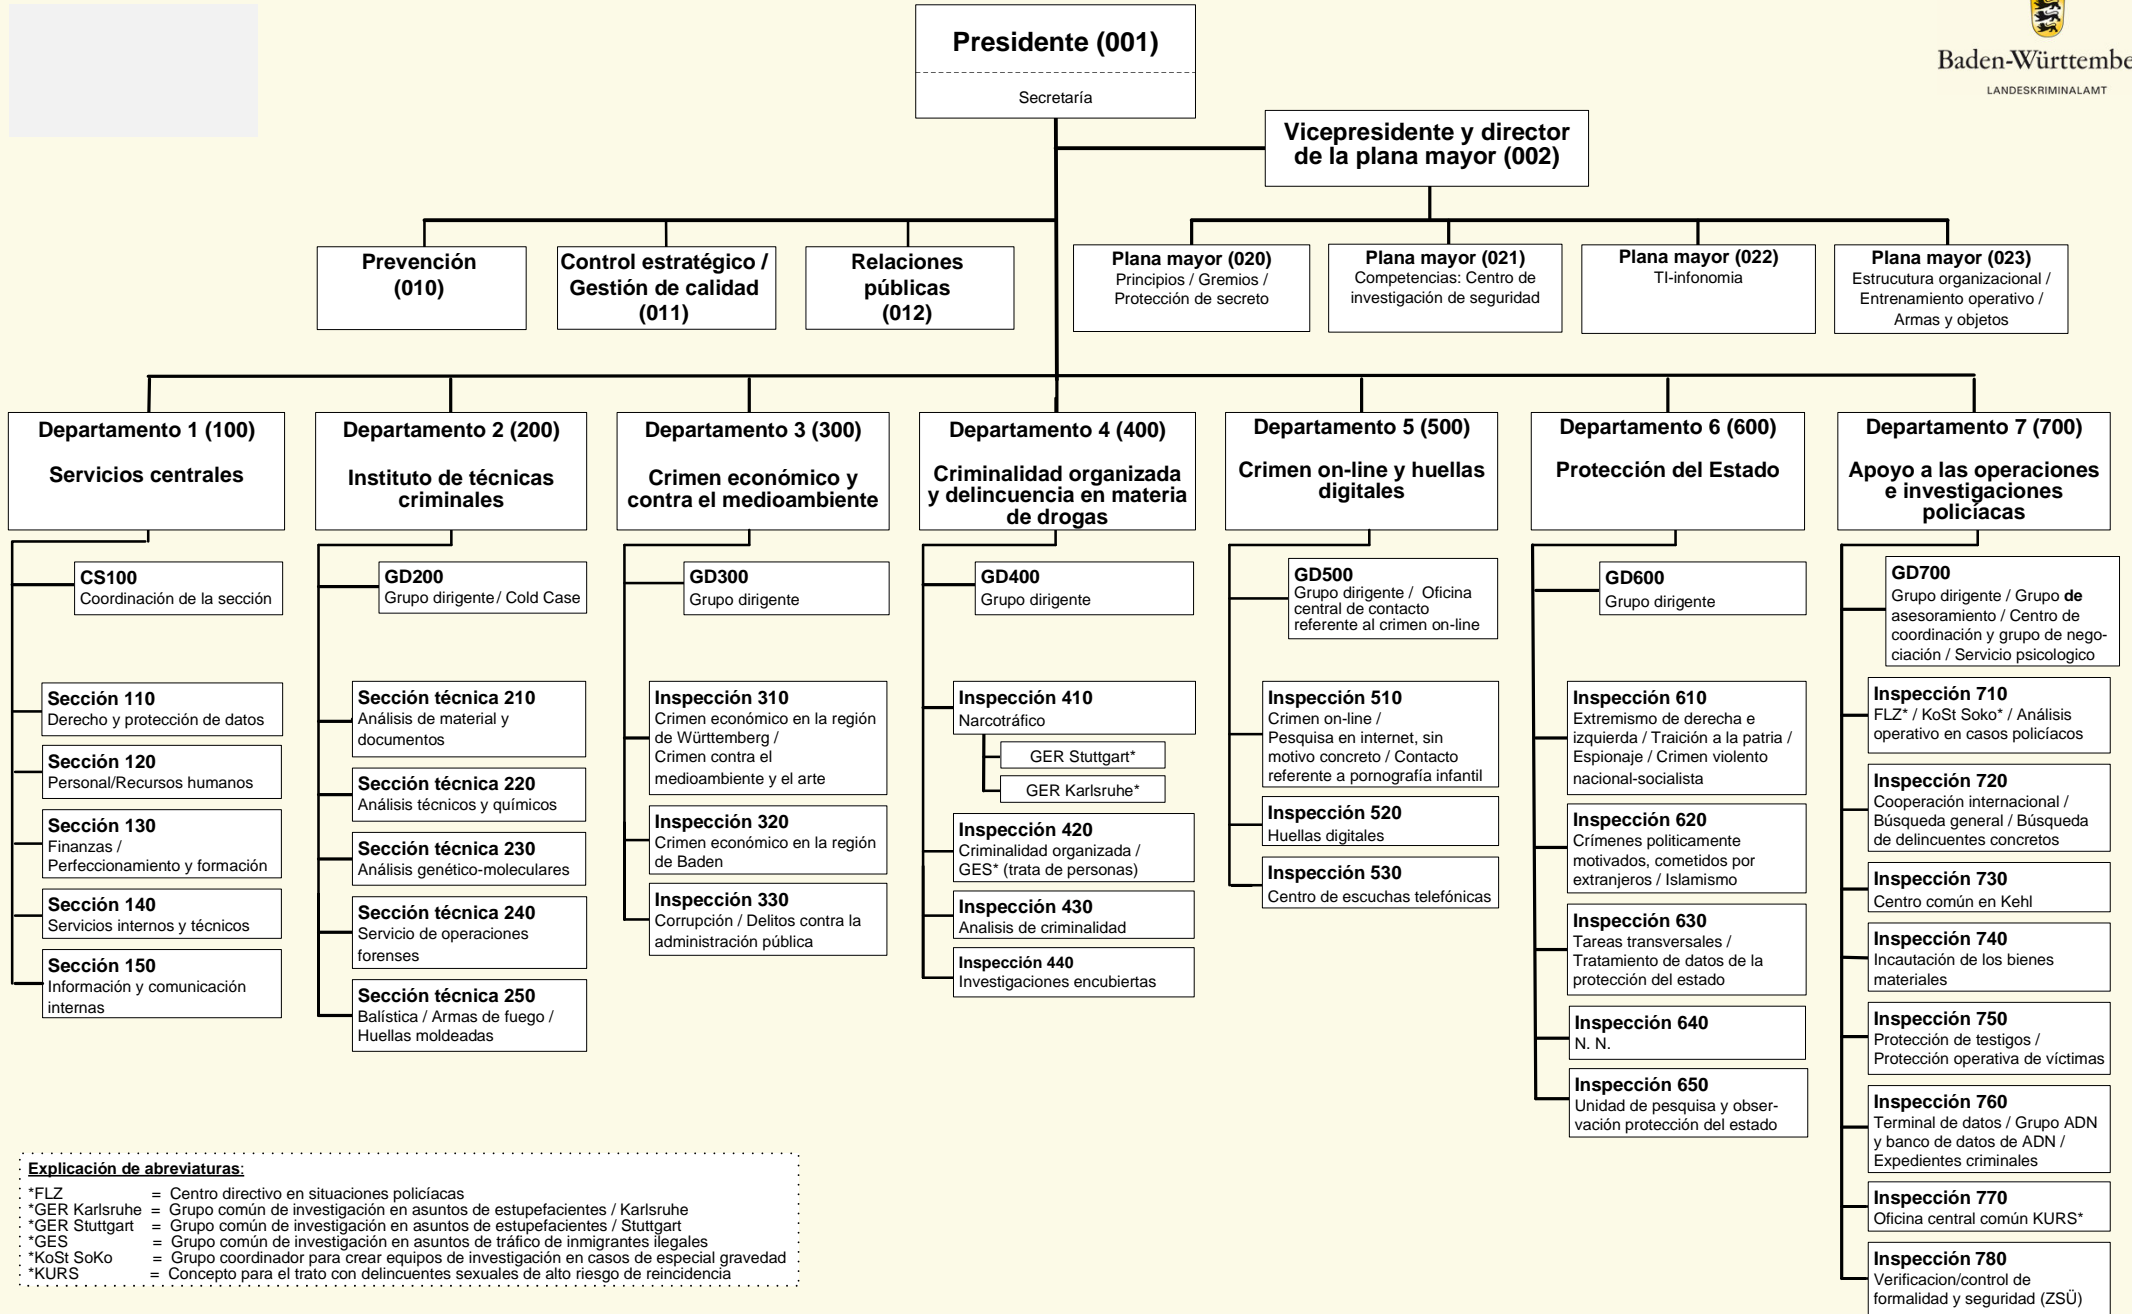 Presidente (001)
Secretaría
Baden-Württembe
LANDESKRIMINALAMT
Vicepresidente y director
de la plana mayor (002)
Prevención
(010)
Control estratégico /
Gestión de calidad
(011)
Relaciones
públicas
(012)
Plana mayor (020)
Principios / Gremios /
Protección de secreto
Plana mayor (021)
Competencias: Centro de
investigación de seguridad
Plana mayor (022)
TI-infonomia
Plana mayor (023)
Estrucutura organizacional /
Entrenamiento operativo /
Armas y objetos
Departamento 1 (100)
Servicios centrales
CS100
Coordinación de la sección
Sección 110
Derecho y protección de datos
Sección 120
Personal/Recursos humanos
Sección 130
Finanzas /
Perfeccionamiento y formación
Sección 140
Servicios internos y técnicos
Sección 150
Información y comunicación
internas
Departamento 2 (200)
Instituto de técnicas
criminales
GD200
Grupo dirigente / Cold Case
Sección técnica 210
Análisis de material y
documentos
Sección técnica 220
Análisis técnicos y químicos
Sección técnica 230
Análisis genético-moleculares
Sección técnica 240
Servicio de operaciones
forenses
Sección técnica 250
Balística / Armas de fuego /
Huellas moldeadas
Departamento 3 (300)
Crimen económico y
contra el medioambiente
GD300
Grupo dirigente
Inspección 310
Crimen económico en la región
de Württemberg /
Crimen contra el
medioambiente y el arte
Inspección 320
Crimen económico en la región
de Baden
Inspección 330
Corrupción / Delitos contra la
administración pública
Departamento 4 (400)
Criminalidad organizada
y delincuencia en materia
de drogas
GD400
Grupo dirigente
Inspección 410
Narcotráfico
GER Stuttgart*
GER Karlsruhe*
Inspección 420
Criminalidad organizada /
GES* (trata de personas)
Inspección 430
Analisis de criminalidad
Inspección 440
Investigaciones encubiertas
Departamento 5 (500)
Crimen on-line y huellas
digitales
GD500
Grupo dirigente / Oficina
central de contacto
referente al crimen on-line
Inspección 510
Crimen on-line /
Pesquisa en internet, sin
motivo concreto / Contacto
referente a pornografía infantil
Inspección 520
Huellas digitales
Inspección 530
Centro de escuchas telefónicas
Departamento 6 (600)
Protección del Estado
GD600
Grupo dirigente
Inspección 610
Extremismo de derecha e
izquierda / Traición a la patria /
Espionaje / Crimen violento
nacional-socialista
Inspección 620
Crímenes politicamente
motivados, cometidos por
extranjeros / Islamismo
Inspección 630
Tareas transversales /
Tratamiento de datos de la
protección del estado
Inspección 640
N. N.
Inspección 650
Unidad de pesquisa y obser-
vación protección del estado
Departamento 7 (700)
Apoyo a las operaciones
e investigaciones
policíacas
GD700
Grupo dirigente / Grupo de
asesoramiento / Centro de
coordinación y grupo de nego-
ciación / Servicio psicologico
Inspección 710
FLZ* / KoSt Soko* / Análisis
operativo en casos policíacos
Inspección 720
Cooperación internacional /
Búsqueda general / Búsqueda
de delincuentes concretos
Inspección 730
Centro común en Kehl
Inspección 740
Incautación de los bienes
materiales
Inspección 750
Protección de testigos /
Protección operativa de víctimas
Inspección 760
Terminal de datos / Grupo ADN
y banco de datos de ADN /
Expedientes criminales
Inspección 770
Oficina central común KURS*
Inspección 780
Verificacion/control de
formalidad y seguridad (ZSÜ)
Explicación de abreviaturas:
*FLZ = Centro directivo en situaciones policíacas
*GER Karlsruhe = Grupo común de investigación en asuntos de estupefacientes / Karlsruhe
*GER Stuttgart = Grupo común de investigación en asuntos de estupefacientes / Stuttgart
*GES = Grupo común de investigación en asuntos de tráfico de inmigrantes ilegales
*KoSt SoKo = Grupo coordinador para crear equipos de investigación en casos de especial gravedad
*KURS = Concepto para el trato con delincuentes sexuales de alto riesgo de reincidencia